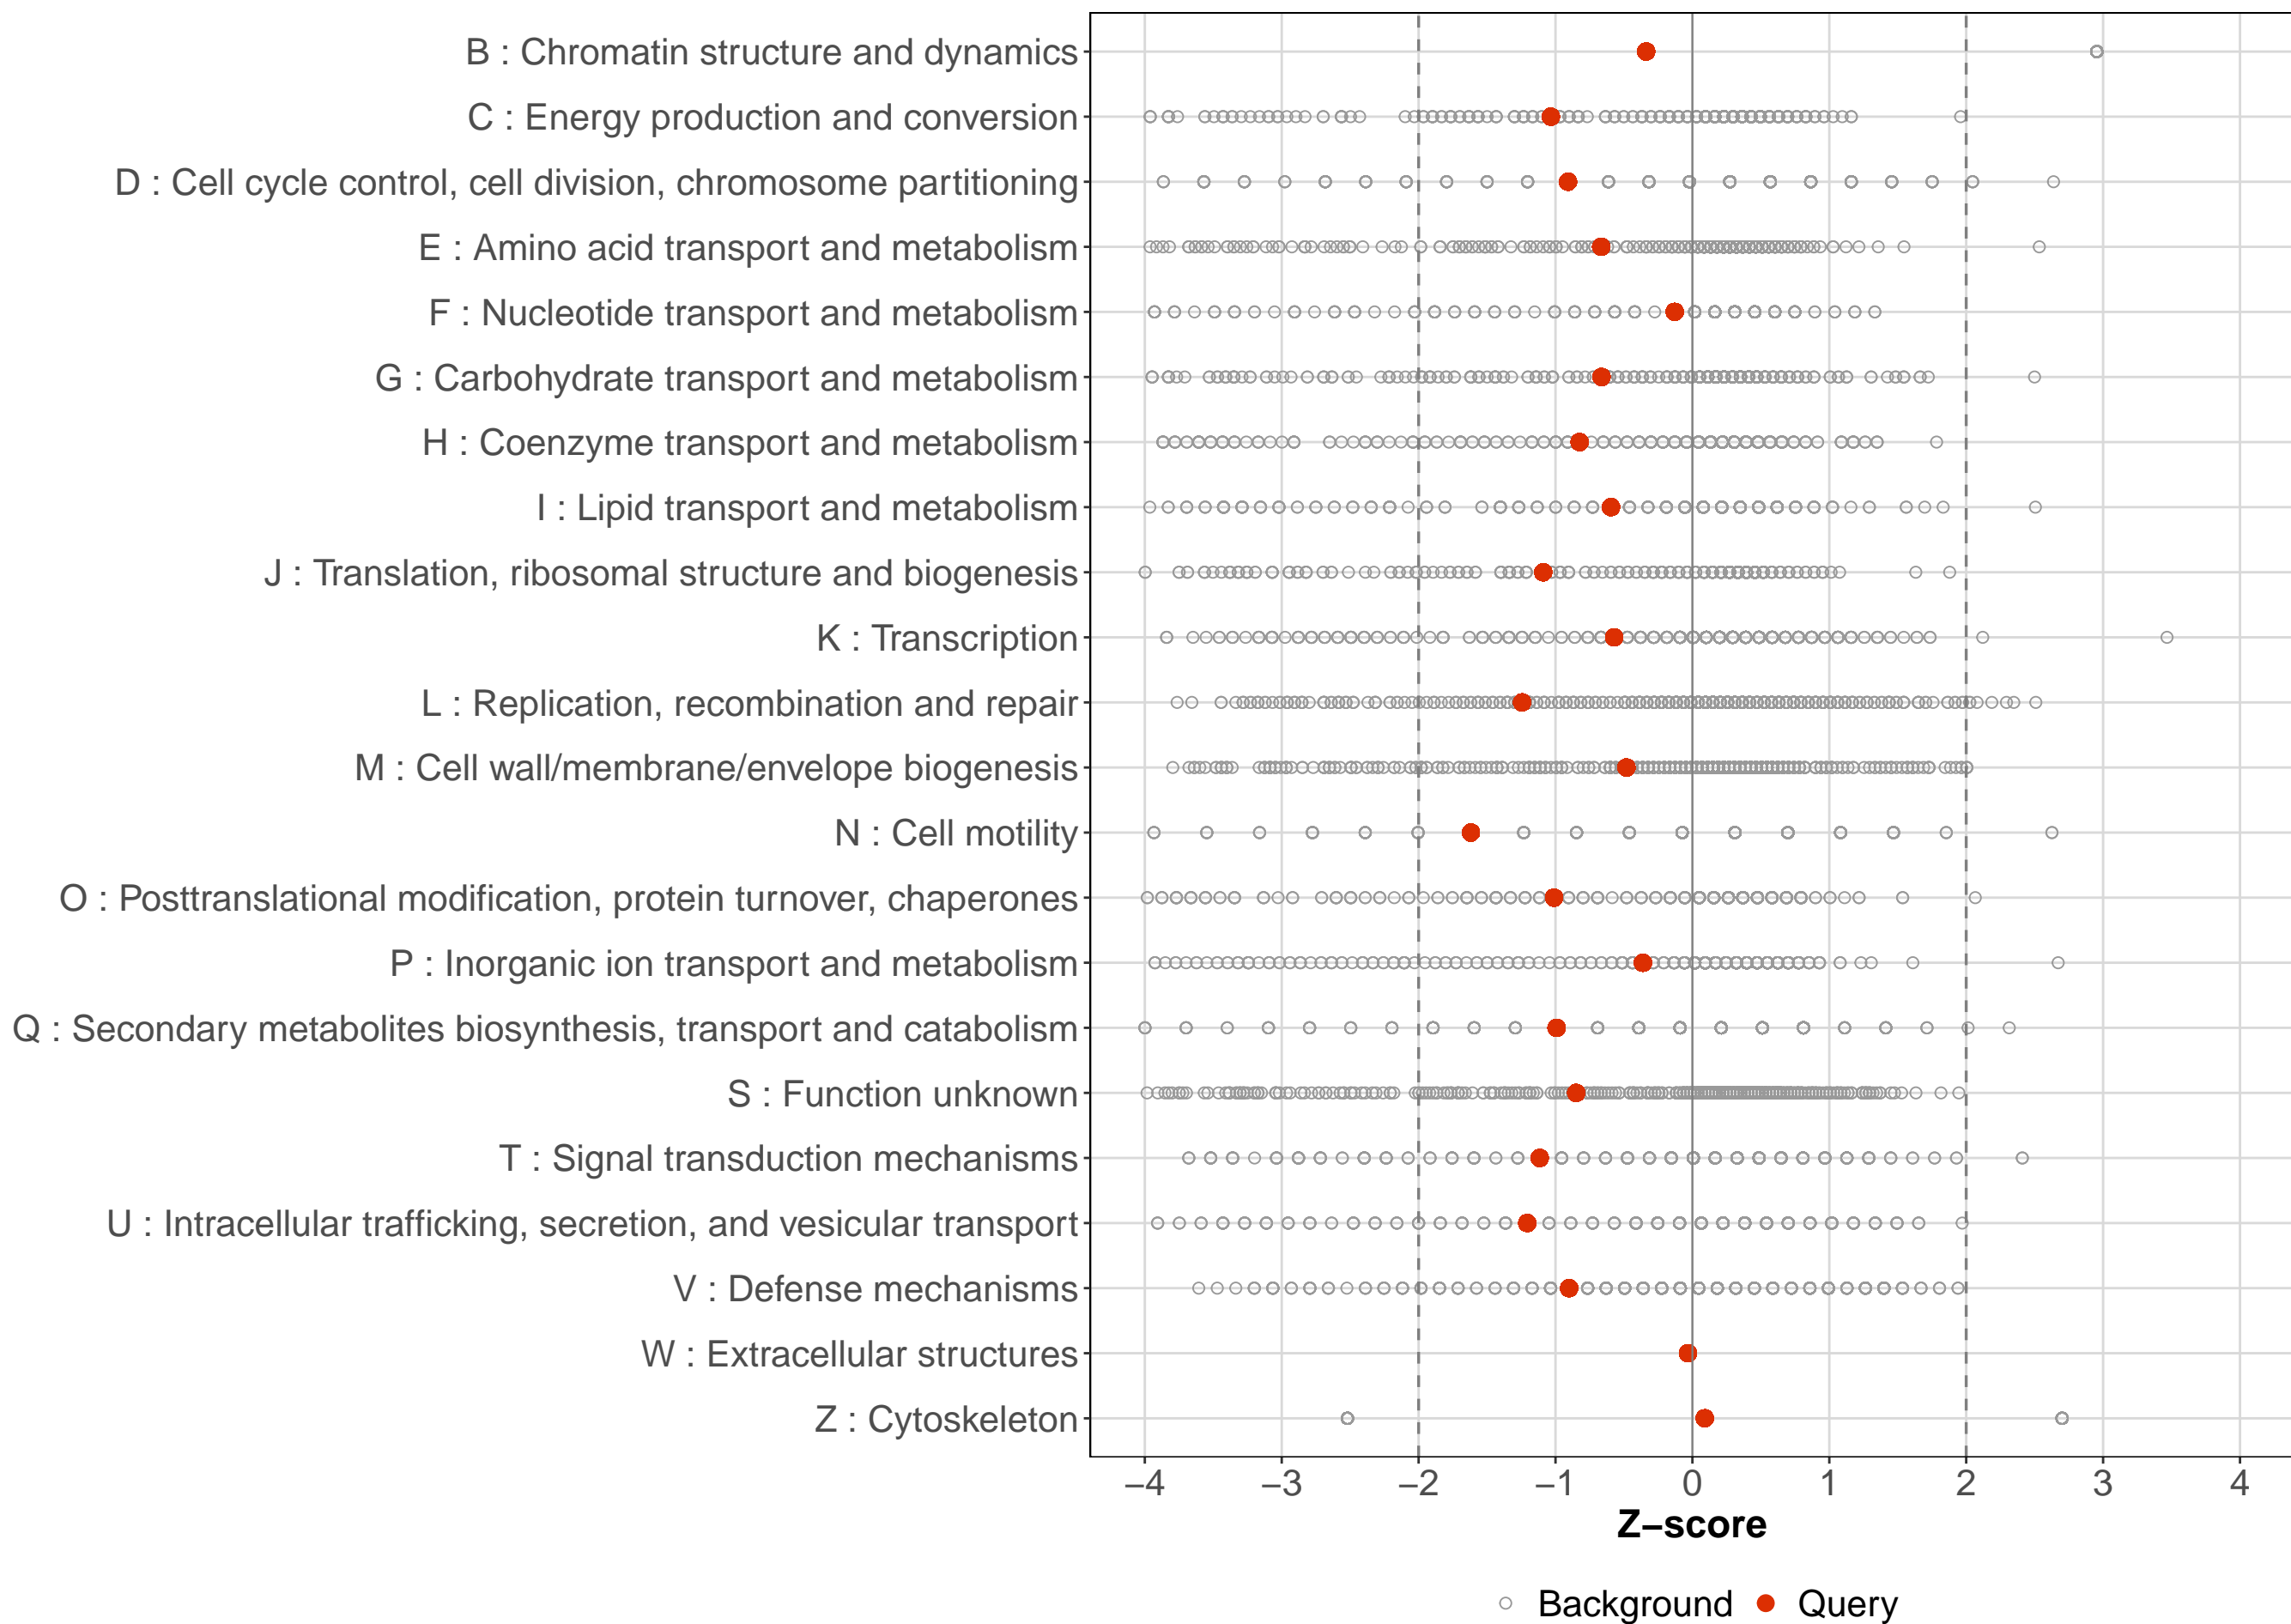 B : Chromatin structure and dynamics
C : Energy production and conversion
D : Cell cycle control, cell division, chromosome partitioning
E : Amino acid transport and metabolism
F : Nucleotide transport and metabolism
G : Carbohydrate transport and metabolism
H : Coenzyme transport and metabolism
I : Lipid transport and metabolism
J : Translation, ribosomal structure and biogenesis
K : Transcription
L : Replication, recombination and repair
M : Cell wall/membrane/envelope biogenesis
N : Cell motility
O : Posttranslational modification, protein turnover, chaperones
P : Inorganic ion transport and metabolism
Q : Secondary metabolites biosynthesis, transport and catabolism
S : Function unknown
T : Signal transduction mechanisms
U : Intracellular trafficking, secretion, and vesicular transport
V : Defense mechanisms
W : Extracellular structures
Z : Cytoskeleton
−4 −3 −2 −1 0 1 2 3 4
Z−score
Background Query